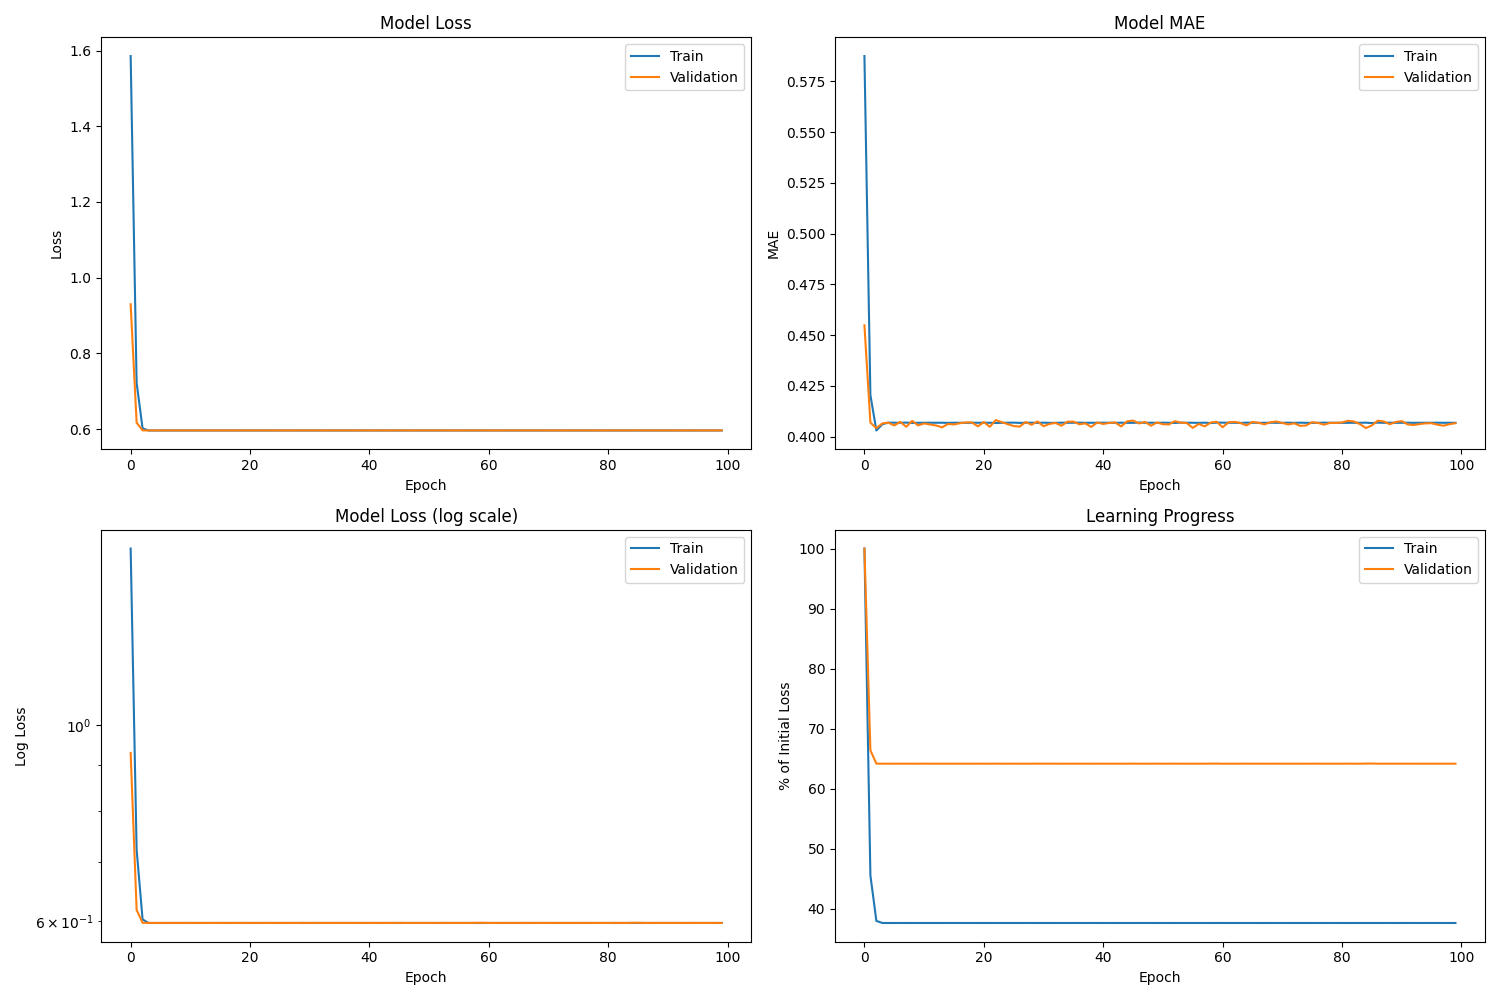 Model Loss
Loss
1.6
1.4
1.2
1.0
0.8
0.6
0 20 40 60 80 100
Epoch
Train
Validation
Model MAE
MAE
0.575
0.550
0.525
0.500
0.475
0.450
0.425
0.400
0 20 40 60 80 100
Epoch
Train
Validation
Model Loss (log scale)
Log Loss
10⁰
6 × 10⁻¹
0 20 40 60 80 100
Epoch
Train
Validation
Learning Progress
% of Initial Loss
100
90
80
70
60
50
40
0 20 40 60 80 100
Epoch
Train
Validation